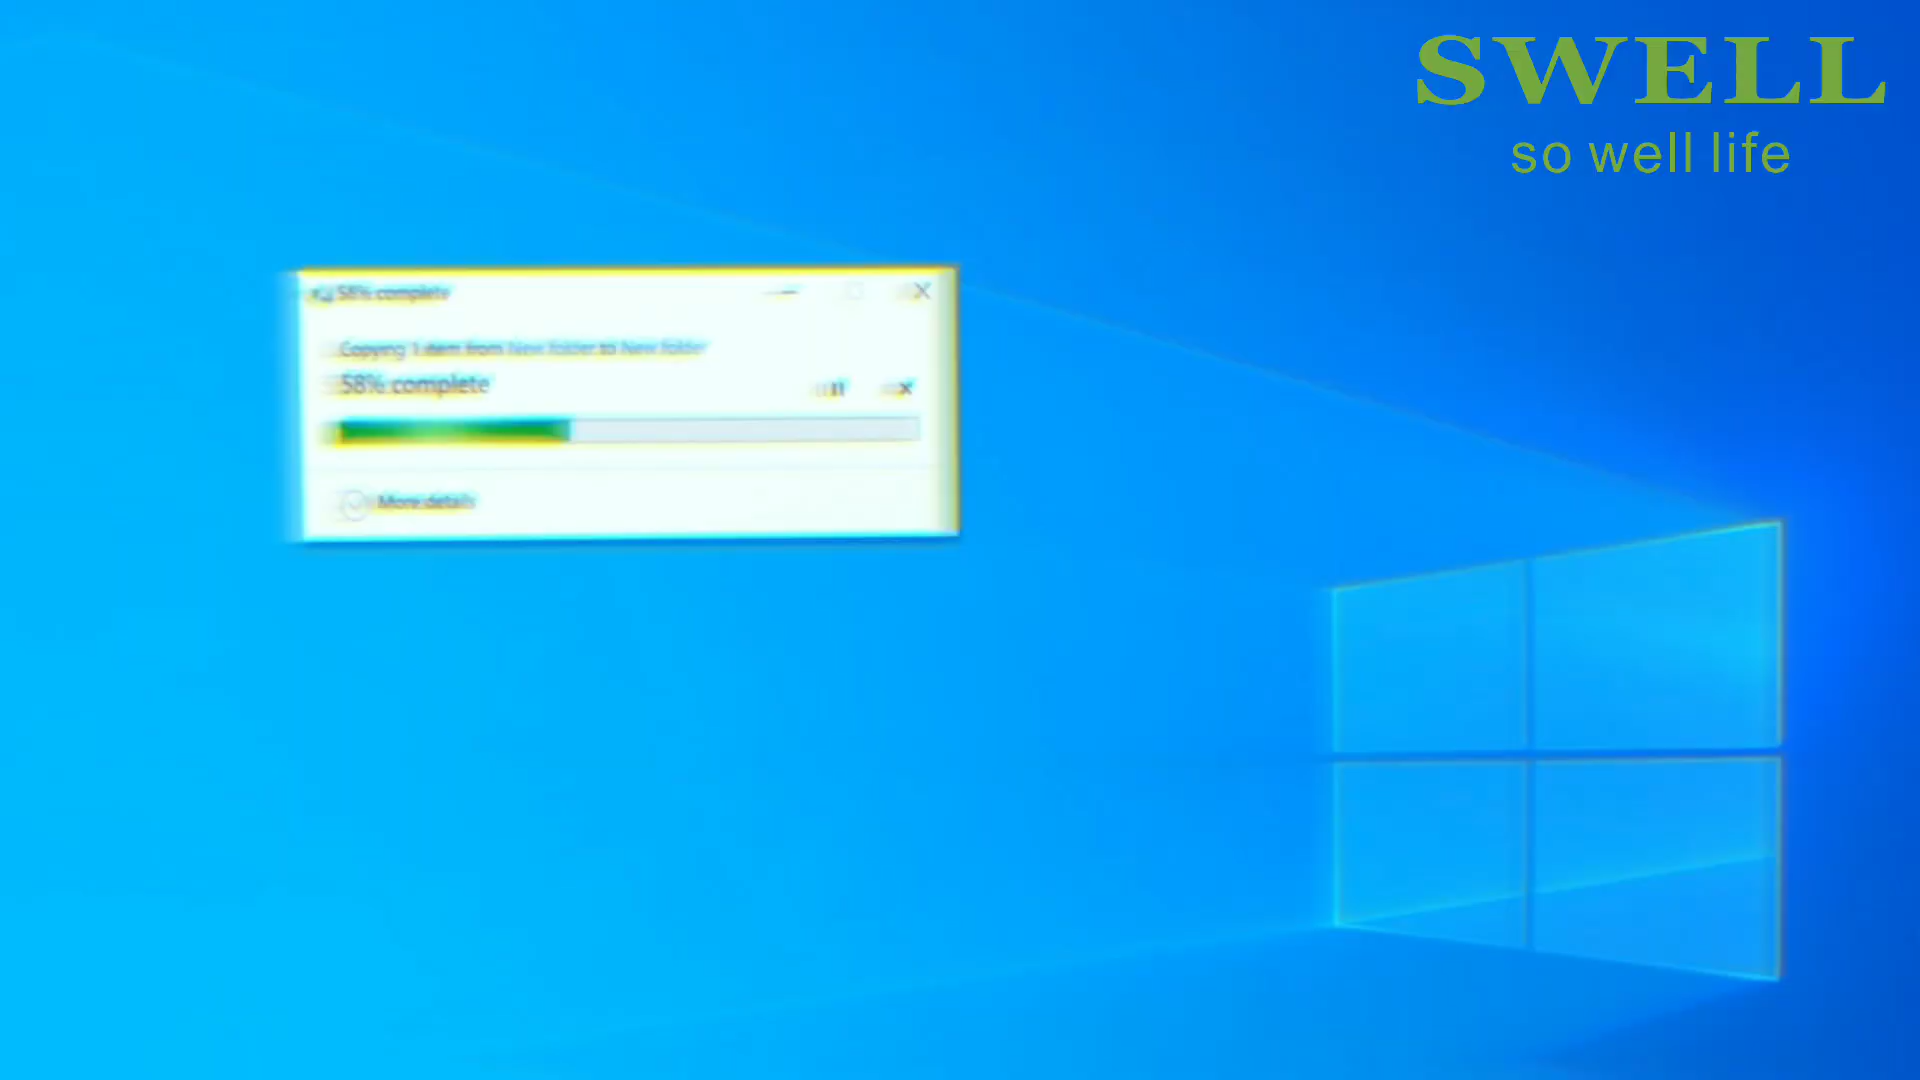 SWELL
so well life
58% complete
Copying 1 item from New folder to New folder
58% complete
More details